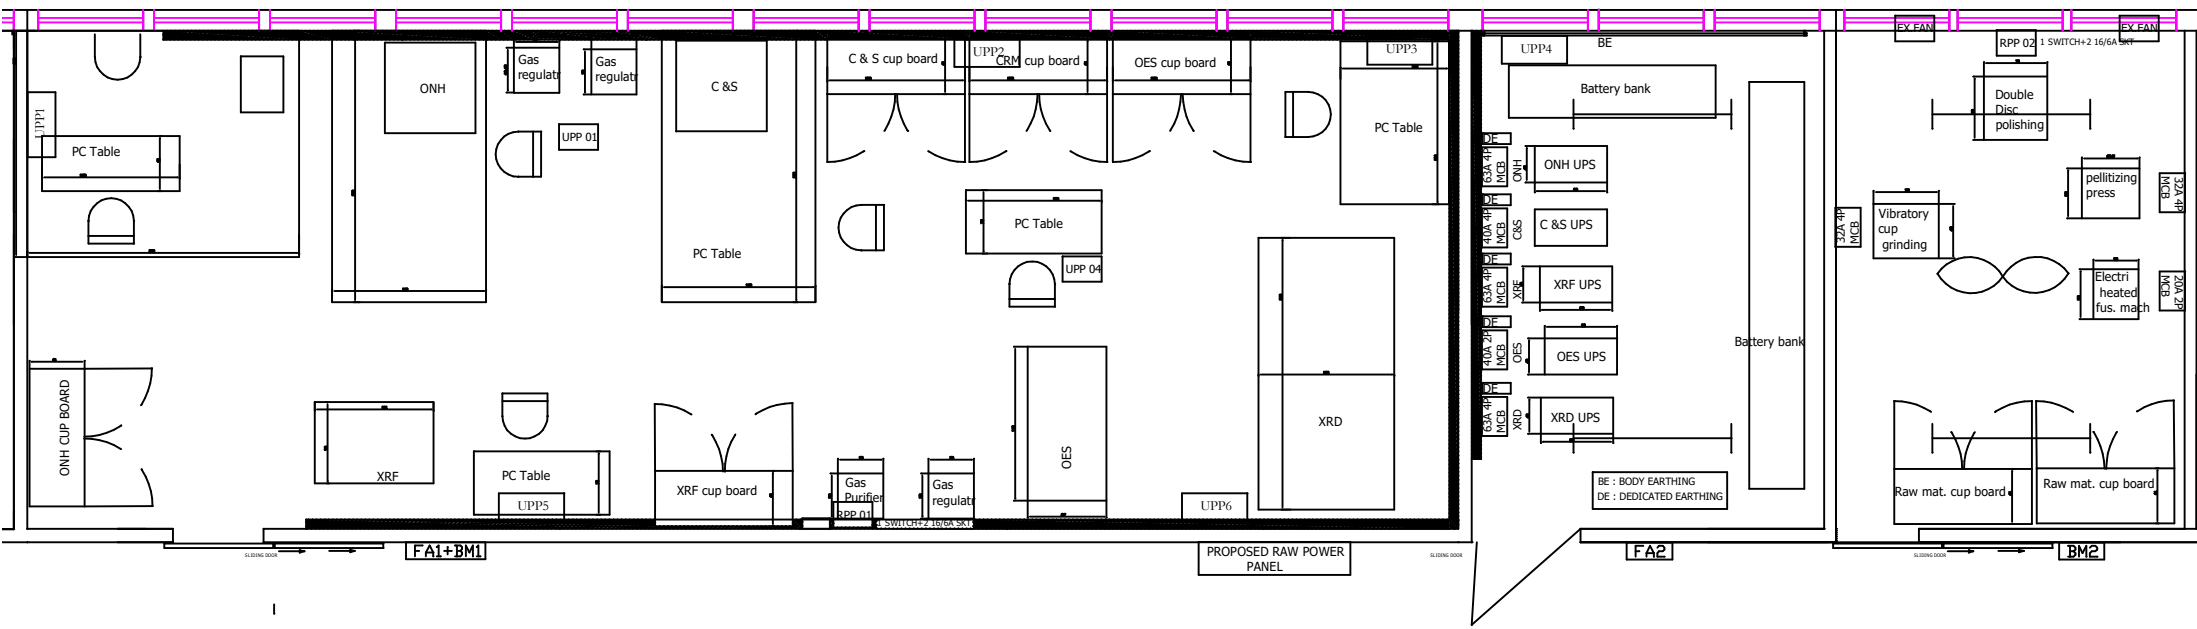 EX FAN
EX FAN
RPP 02
1 SWITCH+2 16/6A SKT
UPP1
PC Table
ONH
Gas
regulatr
Gas
regulatr
UPP 01
C &S
PC Table
C & S cup board
UPP2
CRM cup board
OES cup board
UPP3
PC Table
UPP4
BE
Battery bank
Double
Disc
polishing
PC Table
UPP 04
DE
63A 4P
MCB
ONH
ONH UPS
DE
40A 4P
MCB
C&S
C &S UPS
DE
63A 4P
MCB
XRF
XRF UPS
DE
40A 2P
MCB
OES
OES UPS
DE
63A 4P
MCB
XRD
XRD UPS
Battery bank
pellitizing
press
32A 4P
MCB
32A 4P
MCB
Vibratory
cup
grinding
Electri
heated
fus. mach
20A 2P
MCB
ONH CUP BOARD
XRF
PC Table
UPP5
XRF cup board
Gas
Purifier
RPP 01
1 SWITCH+2 16/6A SKT
Gas
regulatr
OES
UPP6
XRD
BE : BODY EARTHING
DE : DEDICATED EARTHING
Raw mat. cup board
Raw mat. cup board
SLIDING DOOR
FA1+BM1
PROPOSED RAW POWER
PANEL
SLIDING DOOR
FA2
SLIDING DOOR
BM2